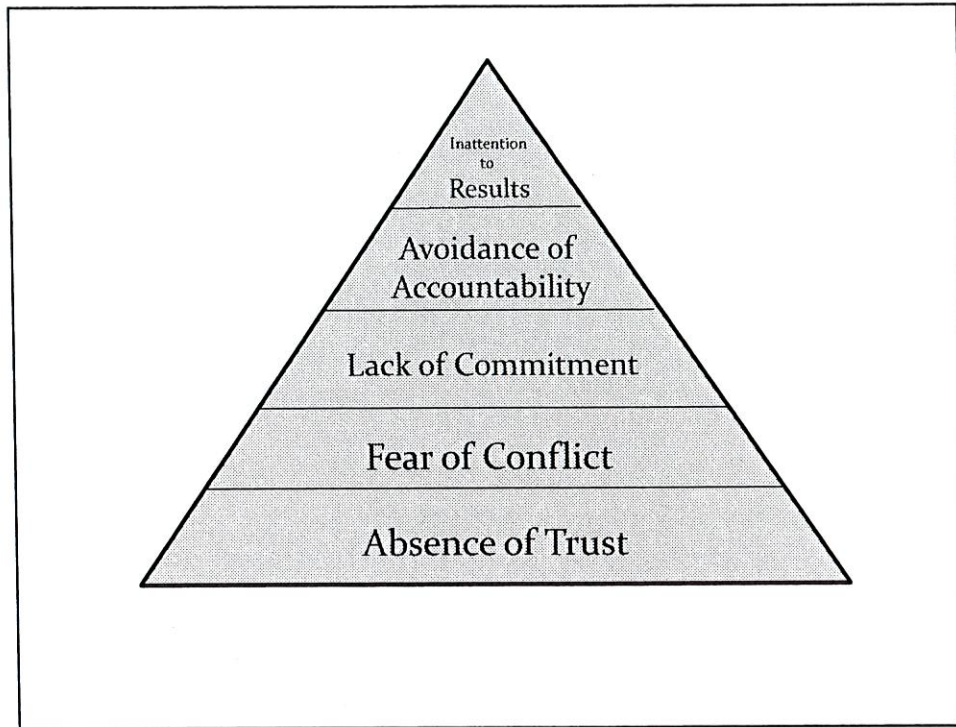 Inattention
to
Results
Avoidance of
Accountability
Lack of Commitment
Fear of Conflict
Absence of Trust